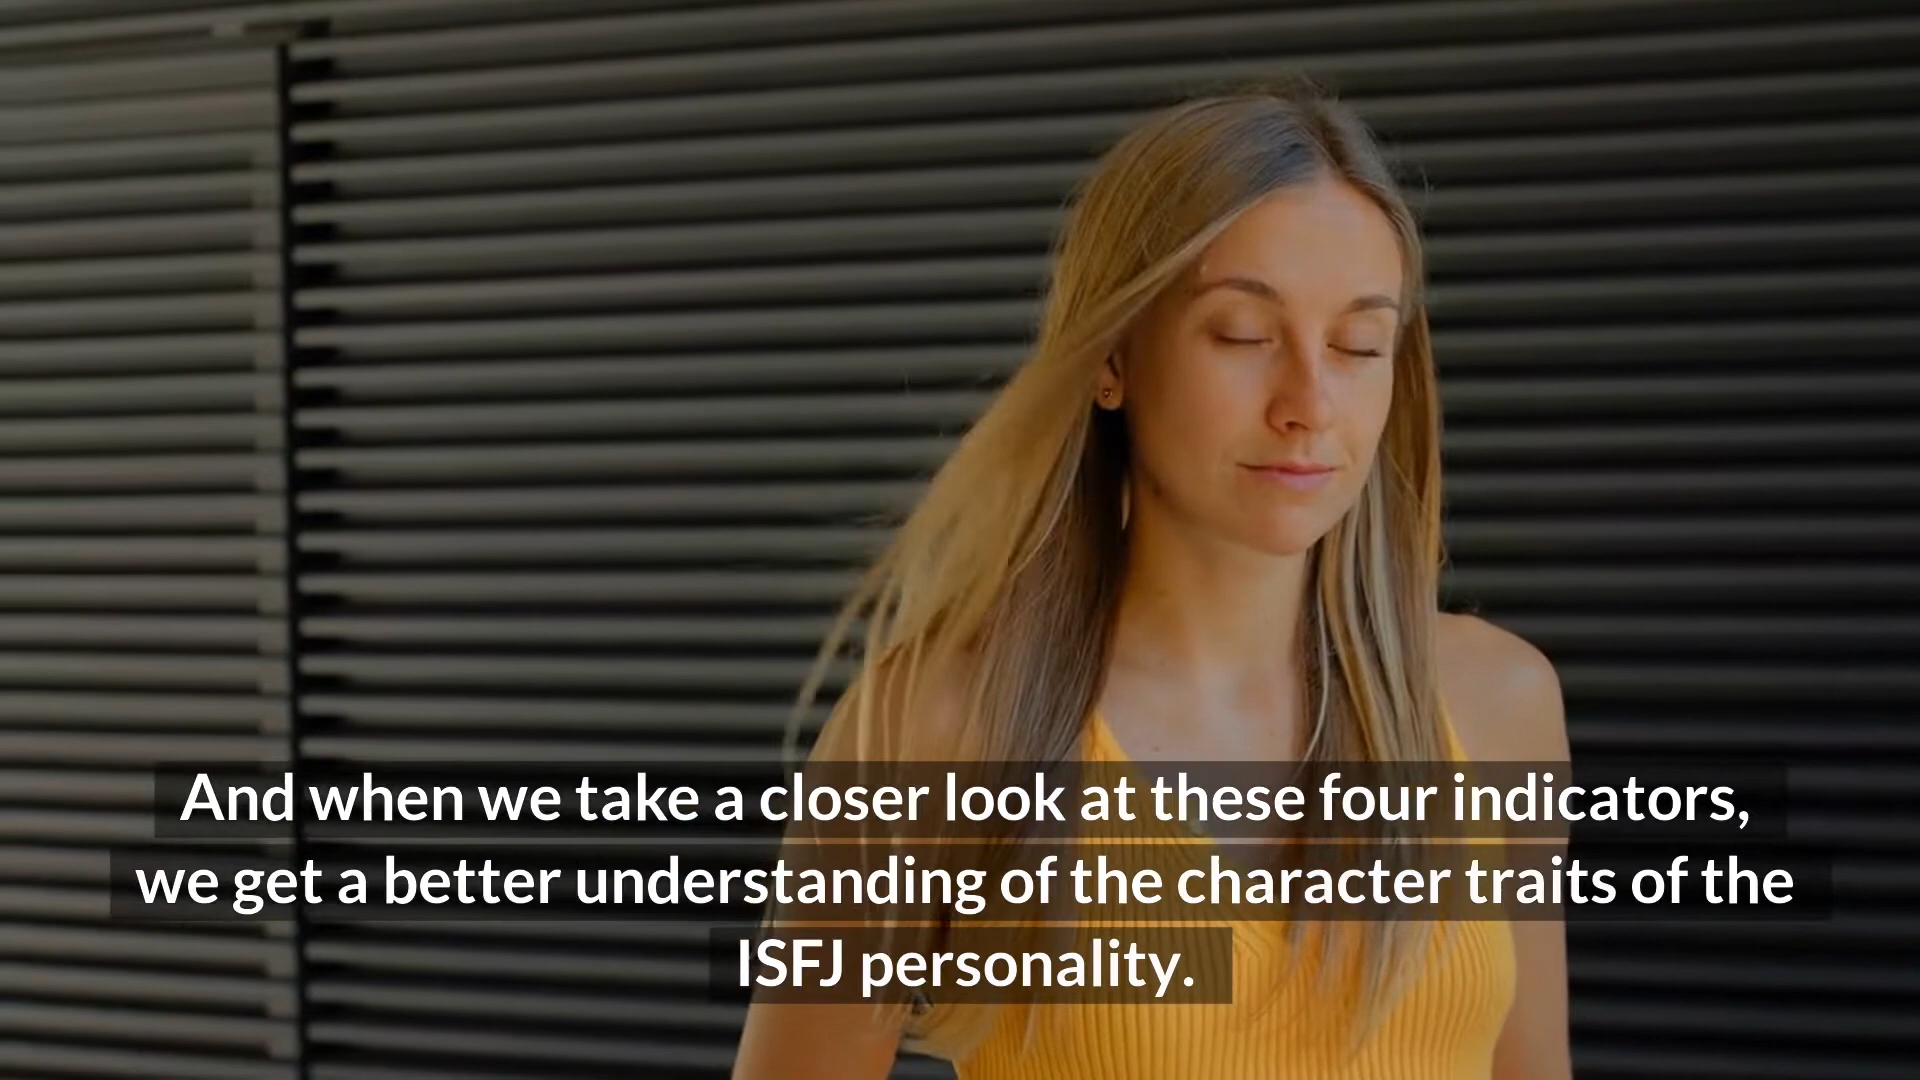 And when we take a closer look at these four indicators,
we get a better understanding of the character traits of the
ISFJ personality.